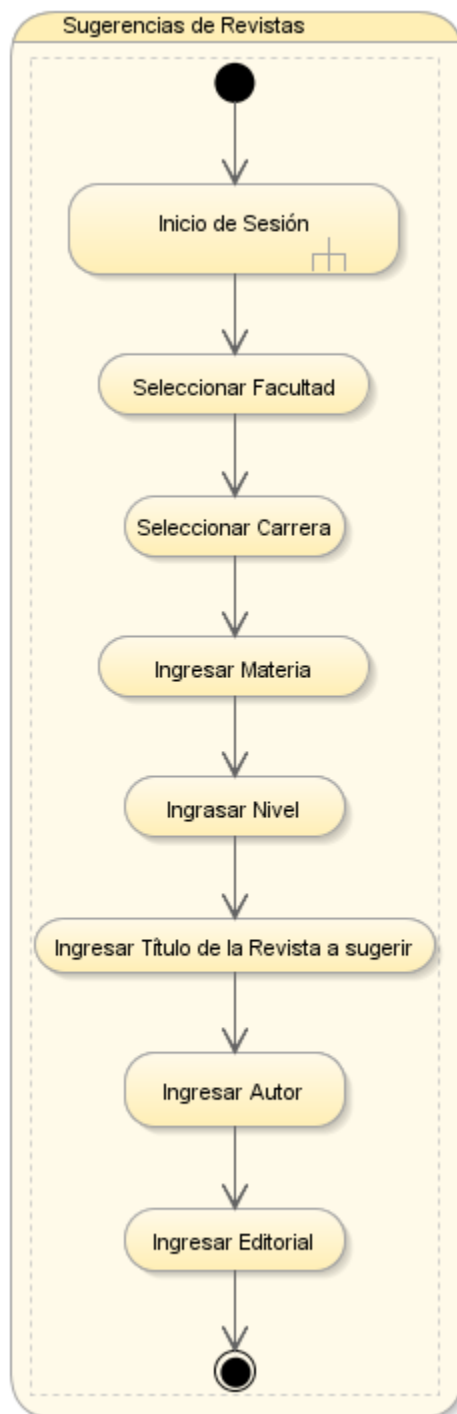 Sugerencias de Revistas
Inicio de Sesión
Seleccionar Facultad
Seleccionar Carrera
Ingresar Materia
Ingrasar Nivel
Ingresar Título de la Revista a sugerir
Ingresar Autor
Ingresar Editorial